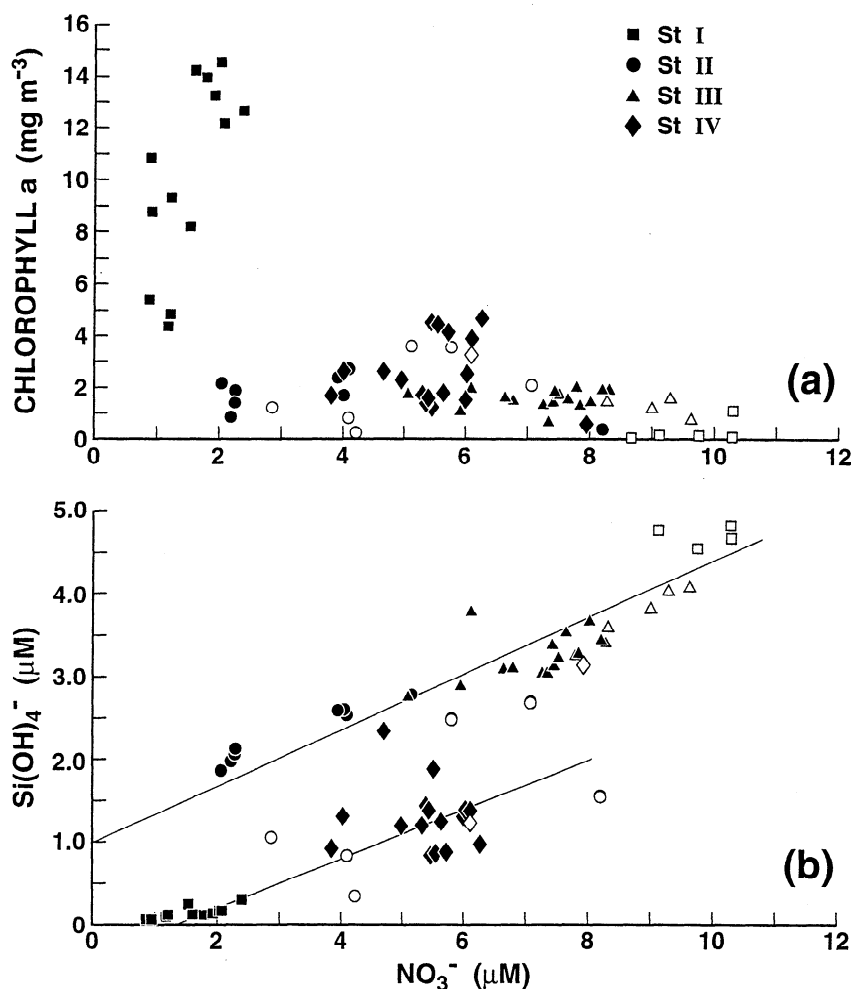 16
14
12
10
8
6
4
2
0
CHLOROPHYLL a (mg m⁻³)
■ St I
● St II
▲ St III
◆ St IV
(a)
0 2 4 6 8 10 12
5.0
4.0
3.0
2.0
1.0
0
Si(OH)₄⁻ (μM)
(b)
0 2 4 6 8 10 12
NO₃⁻ (μM)